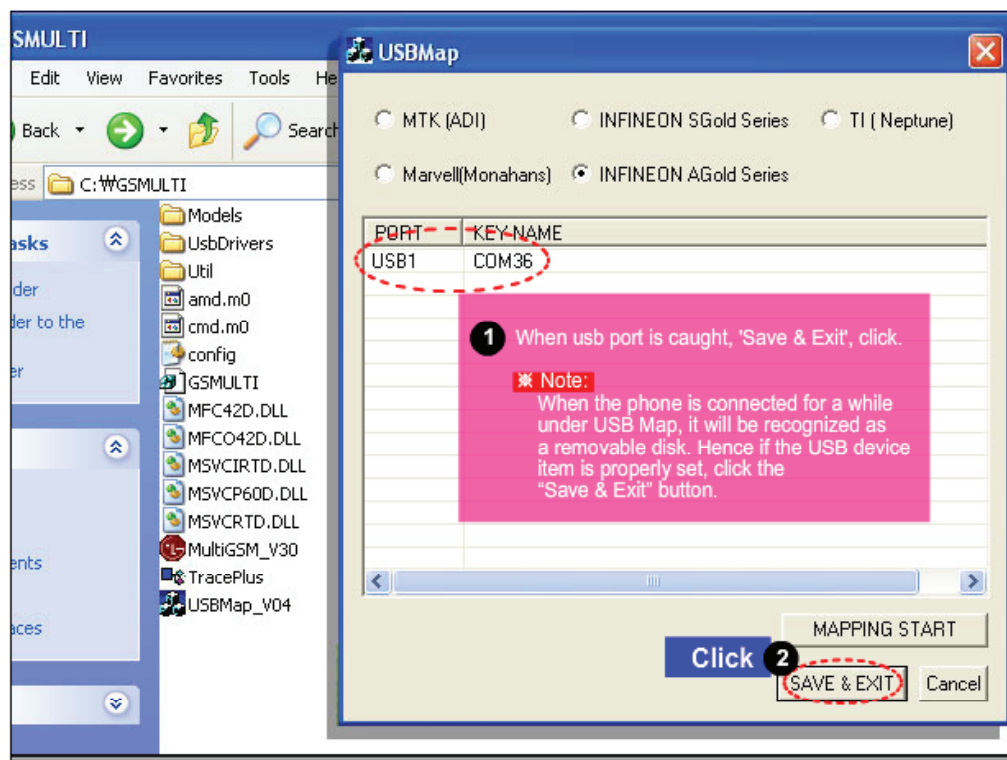 SMULTI
Edit View Favorites Tools He
Back Search
ess C:₩GSMULTI
asks
der
der to the
er
ents
aces
Models
UsbDrivers
Util
amd.m0
cmd.m0
config
GSMULTI
MFC42D.DLL
MFCO42D.DLL
MSVCIRTD.DLL
MSVCP60D.DLL
MSVCRTD.DLL
MultiGSM_V30
TracePlus
USBMap_V04
USBMap
MTK (ADI) INFINEON SGold Series TI ( Neptune)
Marvell(Monahans) INFINEON AGold Series
PORT KEY-NAME
USB1 COM36
1 When usb port is caught, 'Save & Exit', click.
※ Note:
When the phone is connected for a while
under USB Map, it will be recognized as
a removable disk. Hence if the USB device
item is properly set, click the
“Save & Exit” button.
MAPPING START
Click 2
SAVE & EXIT Cancel